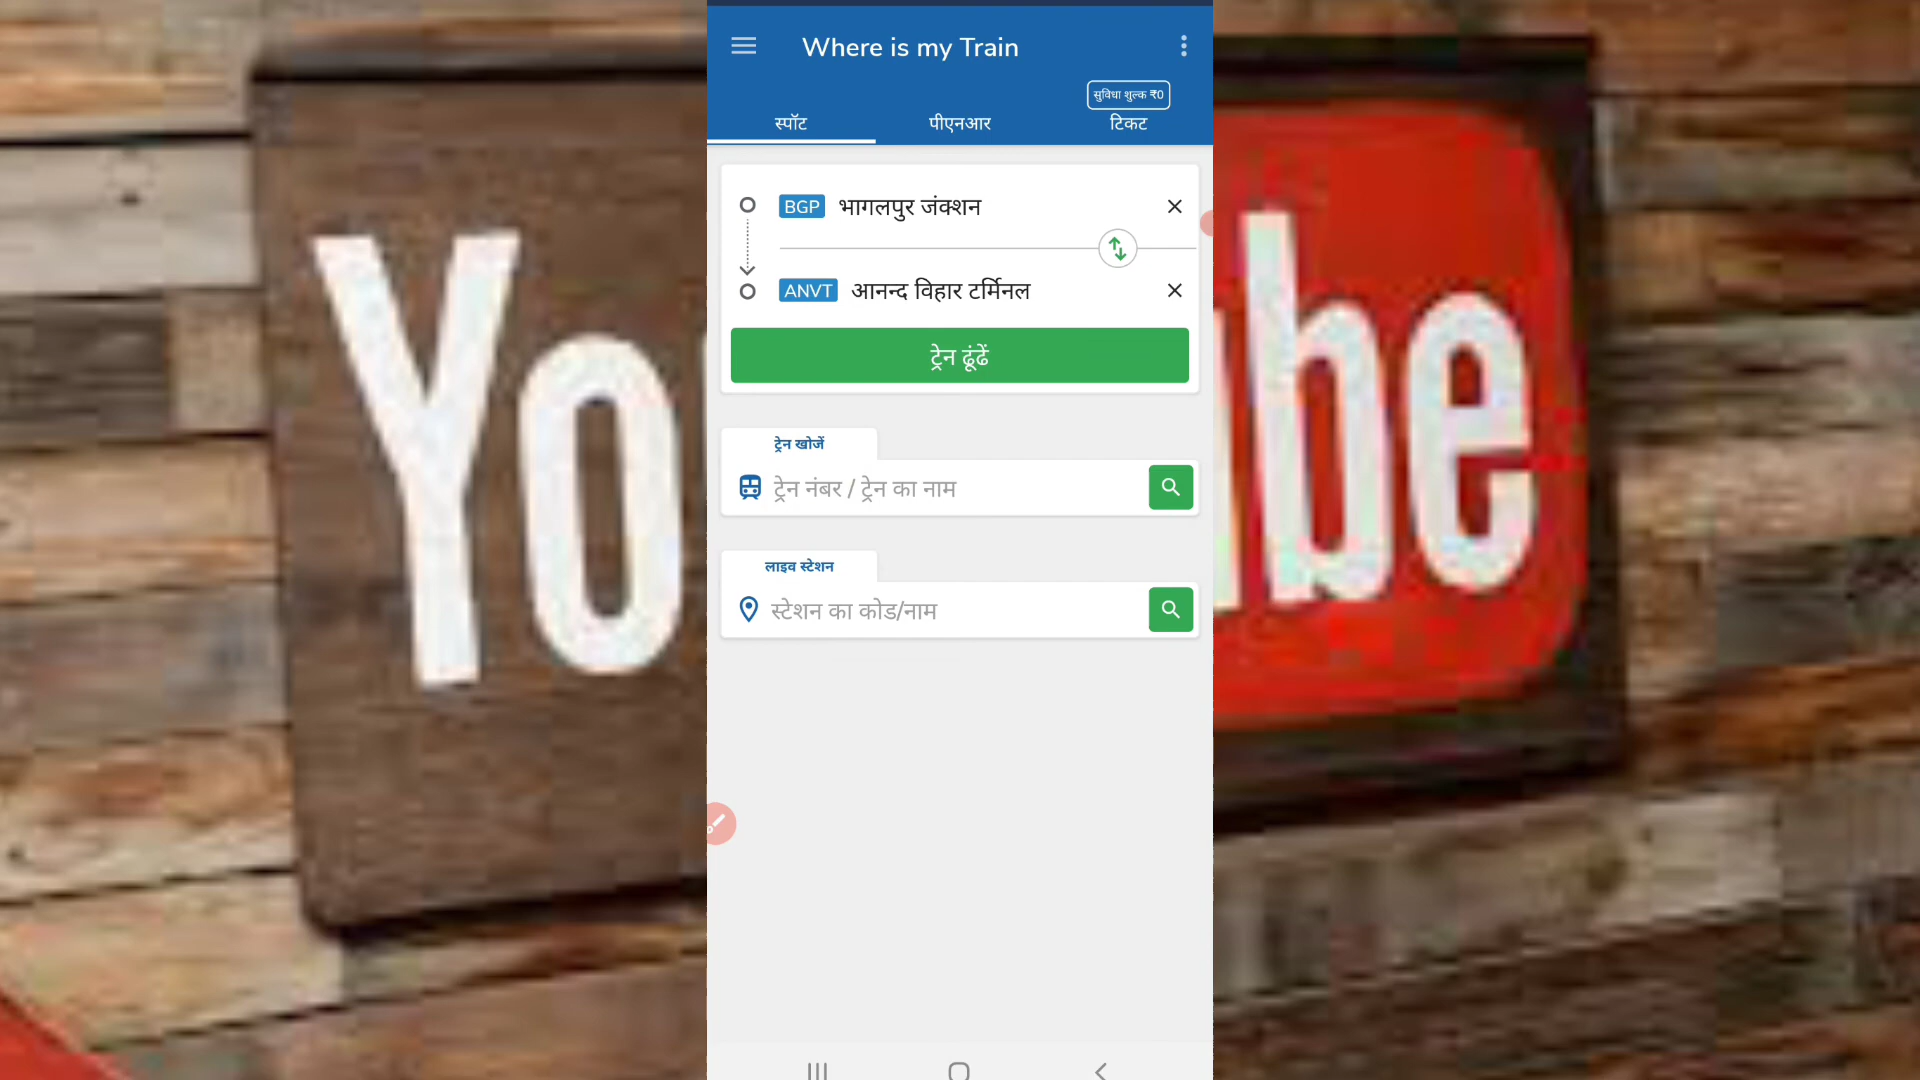 Where is my Train
सुविधा शुल्क ₹0
स्पॉट
पीएनआर
टिकट
BGP भागलपुर जंक्शन
ANVT आनन्द विहार टर्मिनल
ट्रेन ढूंढें
ट्रेन खोजें
ट्रेन नंबर / ट्रेन का नाम
लाइव स्टेशन
स्टेशन का कोड/नाम
Yo
be